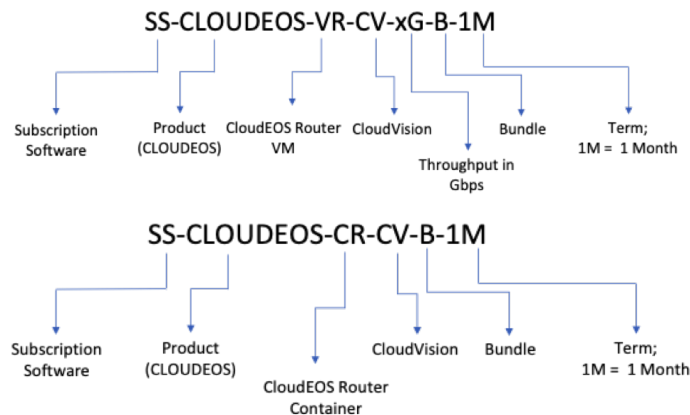 SS-CLOUDEOS-VR-CV-xG-B-1M
Subscription
Software
Product
(CLOUDEOS)
CloudEOS Router
VM
CloudVision
Throughput in
Gbps
Bundle
Term;
1M = 1 Month
SS-CLOUDEOS-CR-CV-B-1M
Subscription
Software
Product
(CLOUDEOS)
CloudEOS Router
Container
CloudVision
Bundle
Term;
1M = 1 Month